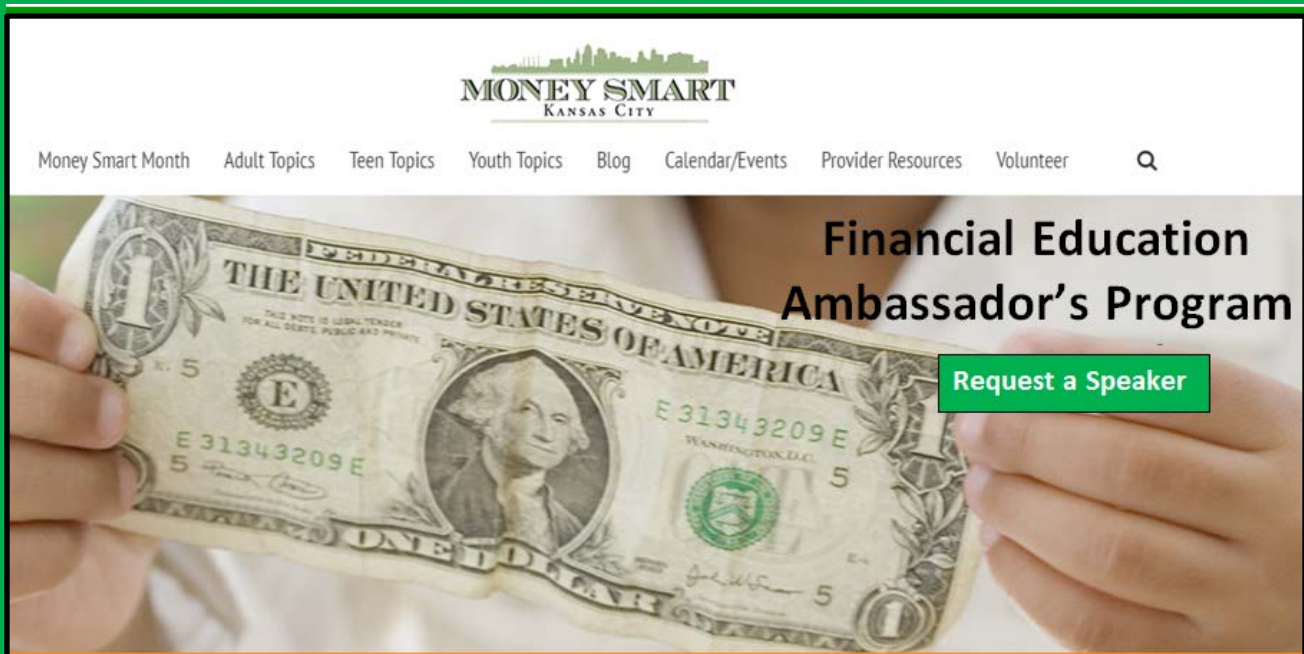 MONEY SMART
KANSAS CITY
Money Smart Month Adult Topics Teen Topics Youth Topics Blog Calendar/Events Provider Resources Volunteer
Financial Education
Ambassador's Program
Request a Speaker
FEDERAL RESERVE NOTE
THE UNITED STATES OF AMERICA
THIS NOTE IS LEGAL TENDER
FOR ALL DEBTS, PUBLIC AND PRIVATE
1
1
5
E
E 31343209 E
WASHINGTON, D.C.
5
E 31343209 E
5
5
ONE DOLLAR
1